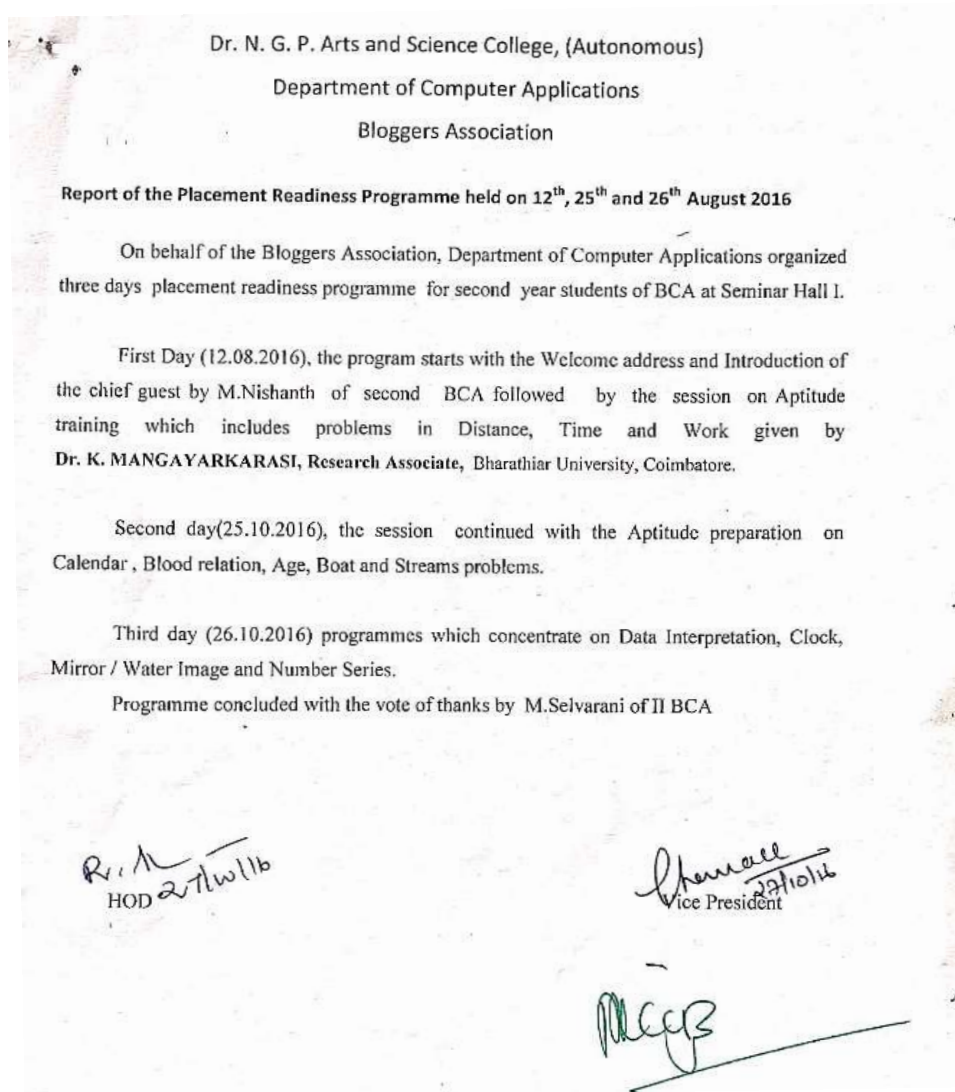 Dr. N. G. P. Arts and Science College, (Autonomous)
Department of Computer Applications
Bloggers Association
Report of the Placement Readiness Programme held on 12th, 25th and 26th August 2016
On behalf of the Bloggers Association, Department of Computer Applications organized
three days placement readiness programme for second year students of BCA at Seminar Hall I.
First Day (12.08.2016), the program starts with the Welcome address and Introduction of
the chief guest by M.Nishanth of second BCA followed by the session on Aptitude
training which includes problems in Distance, Time and Work given by
Dr. K. MANGAYARKARASI, Research Associate, Bharathiar University, Coimbatore.
Second day(25.10.2016), the session continued with the Aptitude preparation on
Calendar , Blood relation, Age, Boat and Streams problems.
Third day (26.10.2016) programmes which concentrate on Data Interpretation, Clock,
Mirror / Water Image and Number Series.
Programme concluded with the vote of thanks by M.Selvarani of II BCA
HOD 27/10/16
27/10/16
Vice President